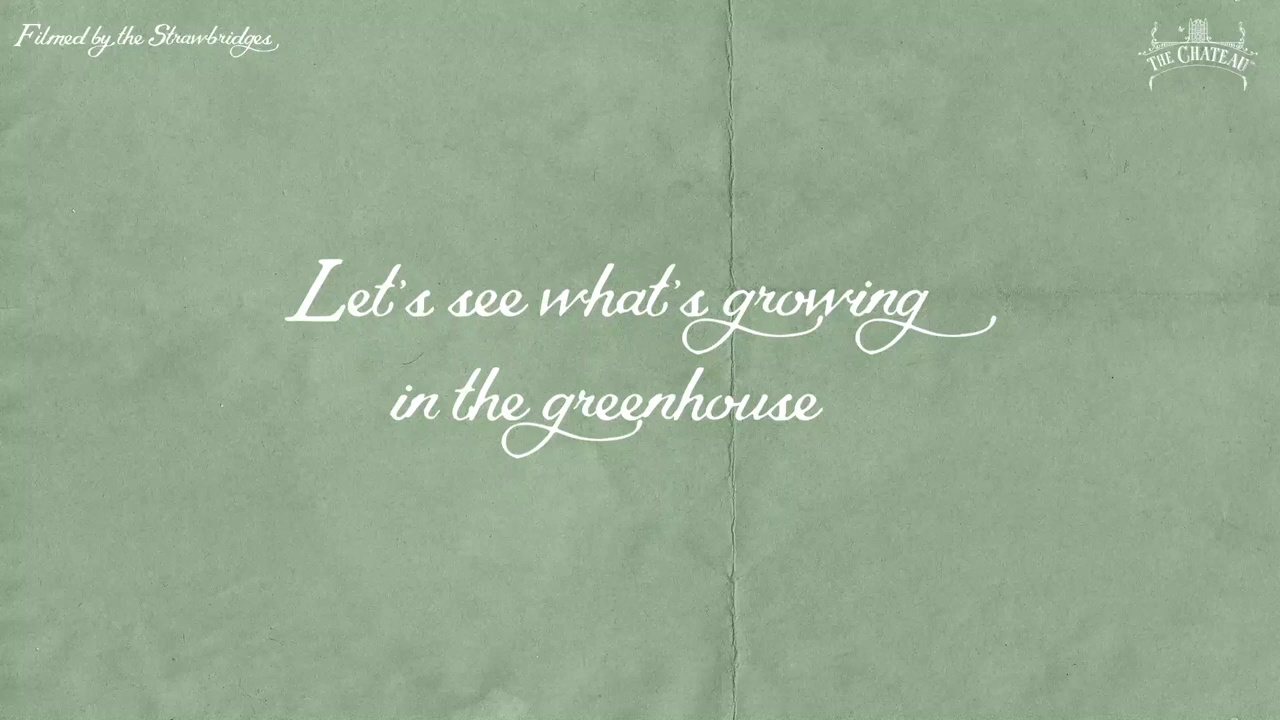 Filmed by the Strawbridges
THE CHATEAU
Let's see what's growing
in the greenhouse